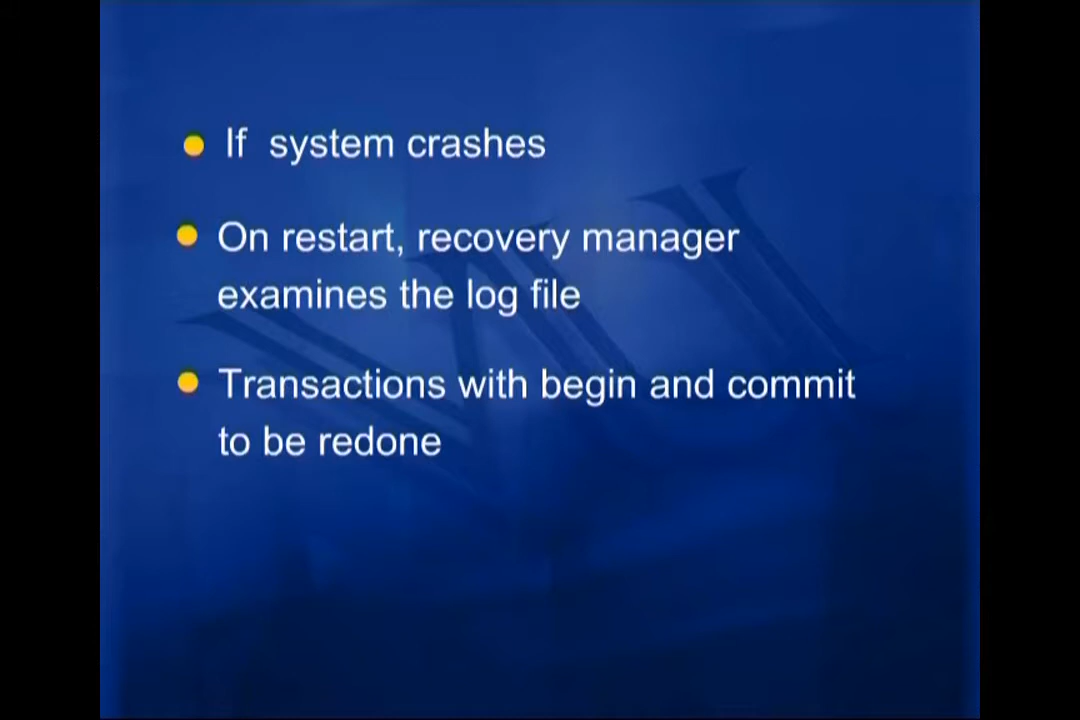 If system crashes
On restart, recovery manager
examines the log file
Transactions with begin and commit
to be redone